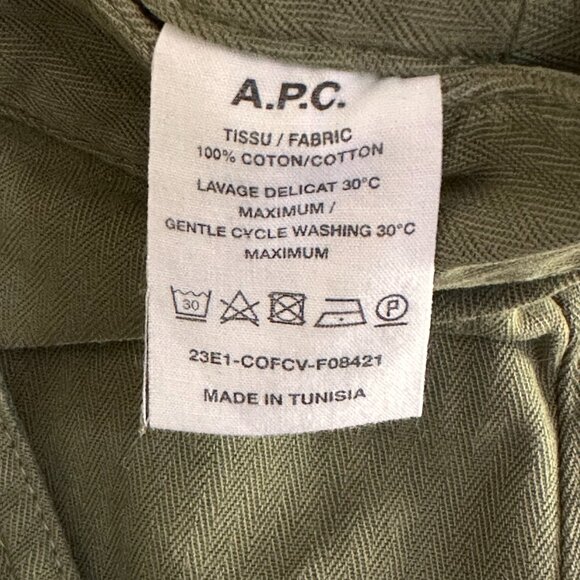 A.P.C.
TISSU / FABRIC
100% COTON/COTTON
LAVAGE DELICAT 30°C
MAXIMUM /
GENTLE CYCLE WASHING 30°C
MAXIMUM
30 P
23E1-COFCV-F08421
MADE IN TUNISIA